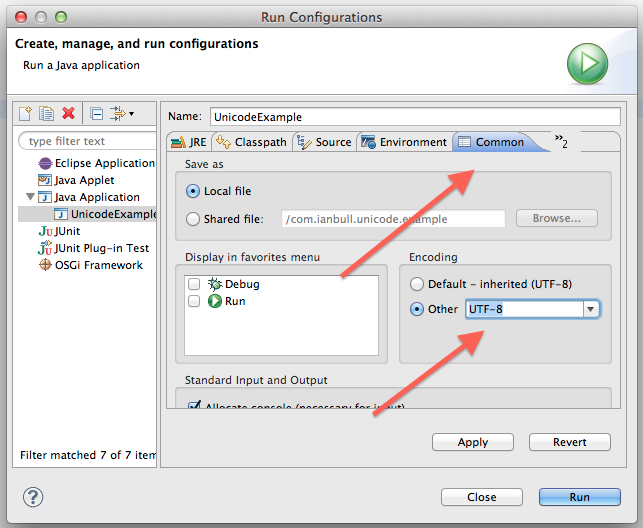 Run Configurations
Create, manage, and run configurations
Run a Java application
type filter text
Eclipse Application
Java Applet
Java Application
UnicodeExample
JUnit
JUnit Plug-in Test
OSGi Framework
Filter matched 7 of 7 item
Name: UnicodeExample
JRE Classpath Source Environment Common »2
Save as
Local file
Shared file: /com.ianbull.unicode.example Browse...
Display in favorites menu
Debug
Run
Encoding
Default - inherited (UTF-8)
Other UTF-8
Standard Input and Output
Allocate console (necessary for input)
Apply Revert
? Close Run